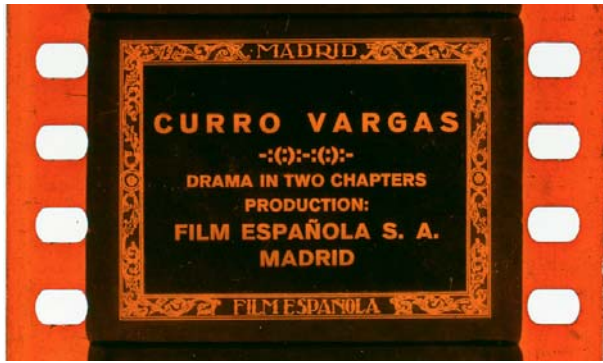 MADRID
CURRO VARGAS
-:(:):-:(:):-
DRAMA IN TWO CHAPTERS
PRODUCTION:
FILM ESPAÑOLA S. A.
MADRID
FILM ESPAÑOLA